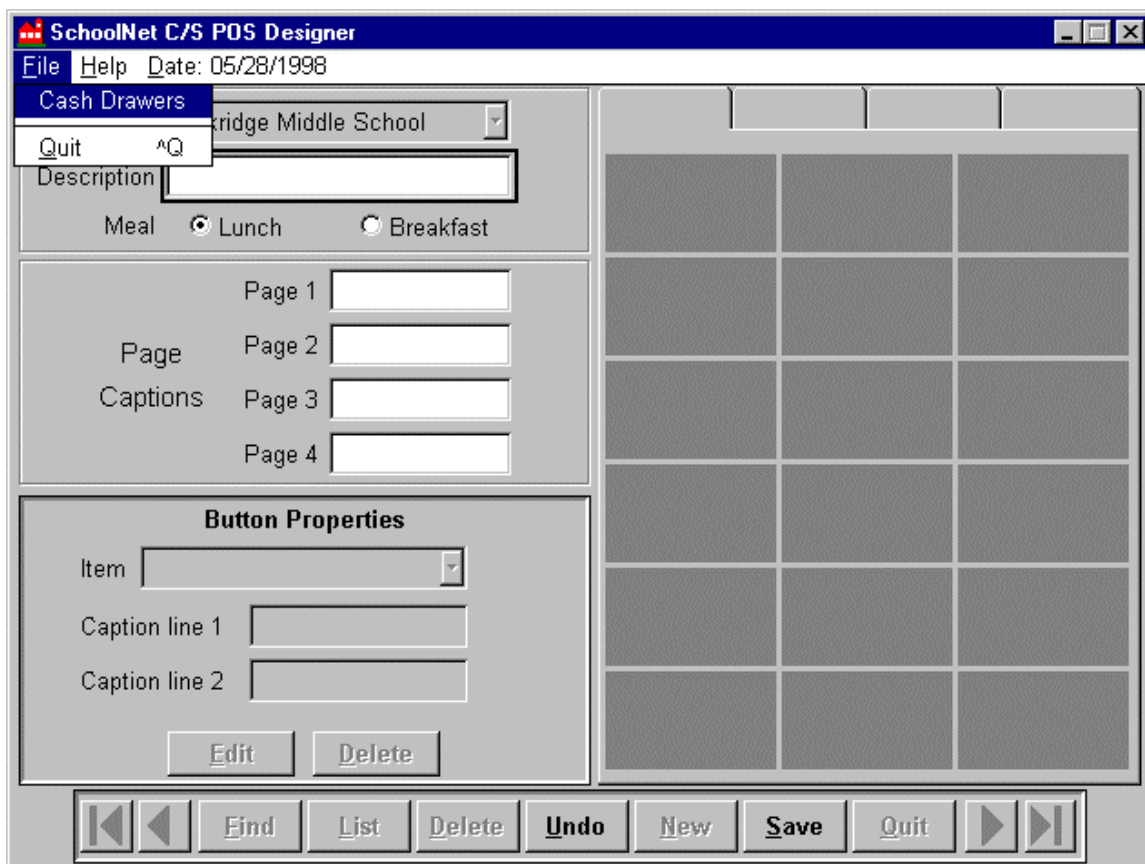 SchoolNet C/S POS Designer
File Help Date: 05/28/1998
Cash Drawers
Quit ^Q
Middle School
Description
Meal Lunch Breakfast
Page 1
Page 2
Page
Captions
Page 3
Page 4
Button Properties
Item
Caption line 1
Caption line 2
Edit Delete
Find List Delete Undo New Save Quit